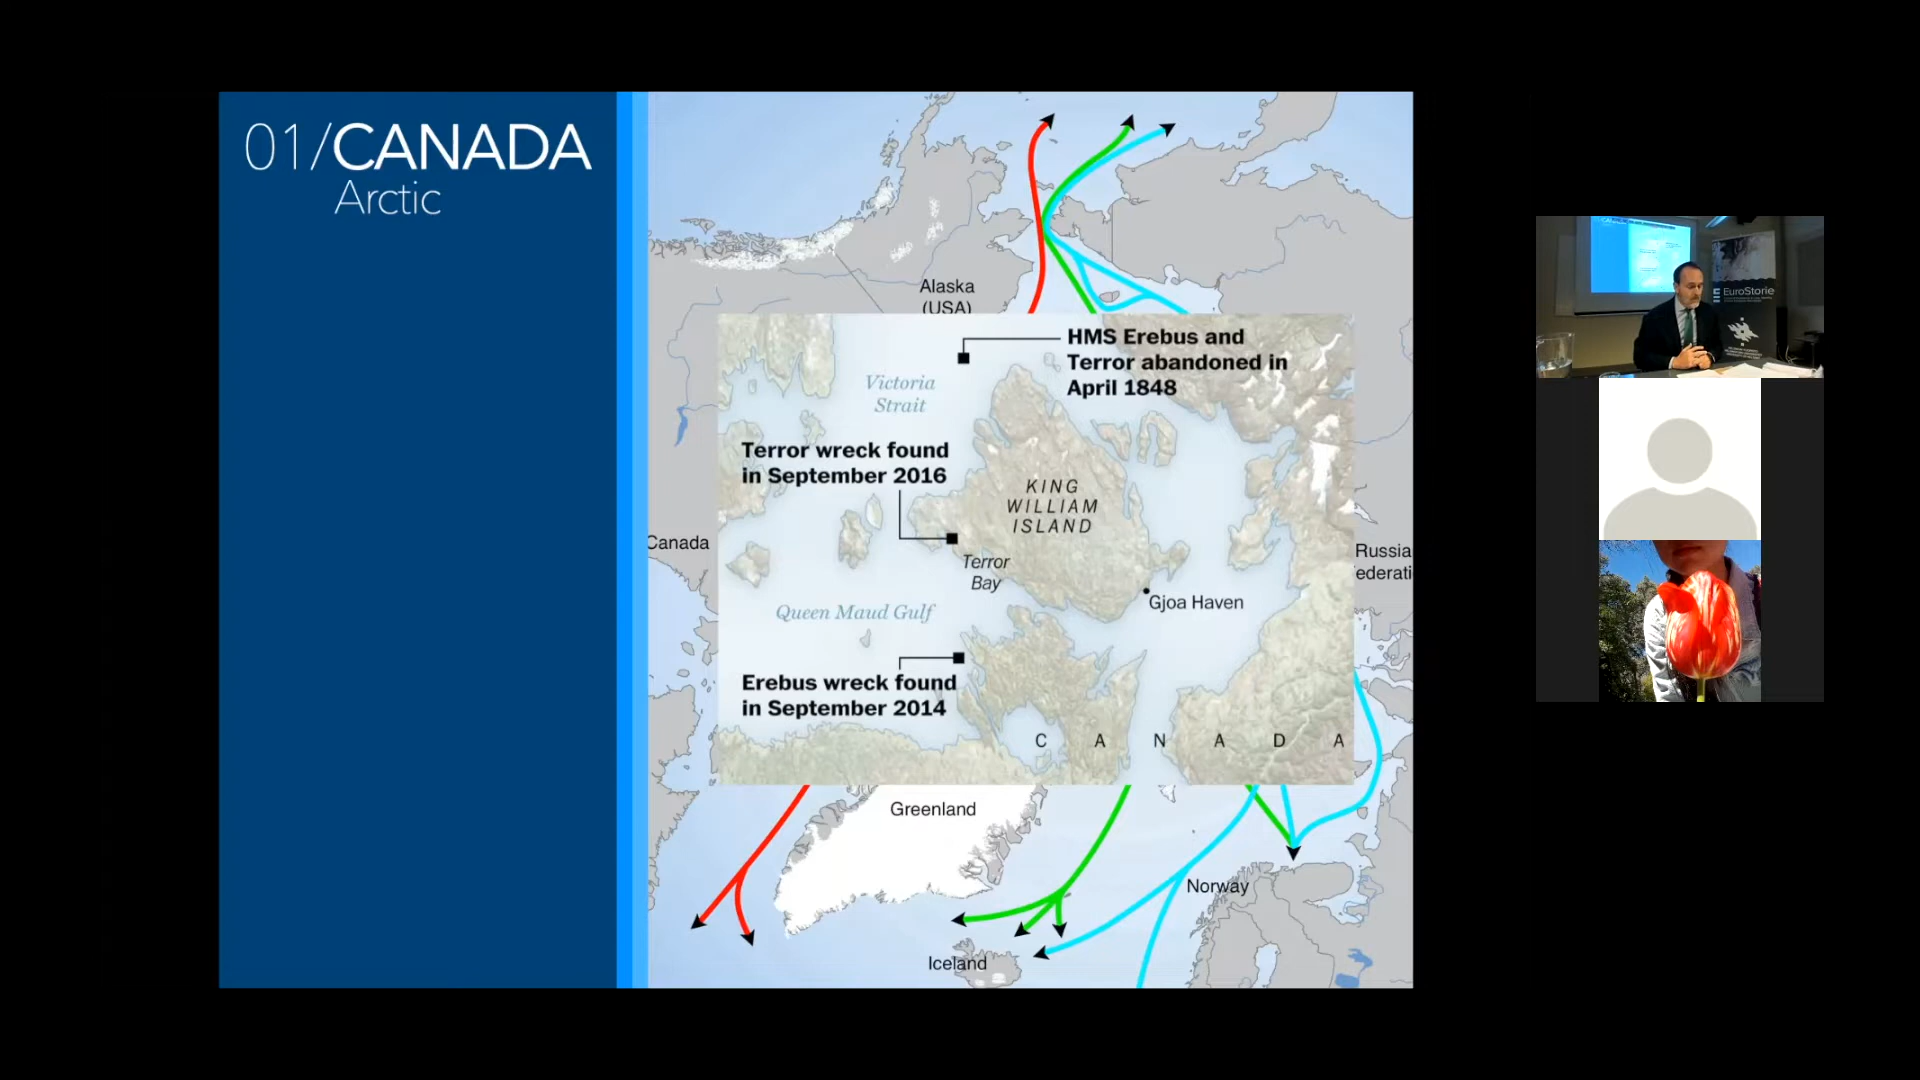 01/CANADA
Arctic
Alaska
(USA)
HMS Erebus and
Terror abandoned in
April 1848
Victoria
Strait
Terror wreck found
in September 2016
KING
WILLIAM
ISLAND
Canada
Terror
Bay
Russia
Queen Maud Gulf
Gjoa Haven
Erebus wreck found
in September 2014
C A N A D A
Greenland
Norway
Iceland
EuroStorie